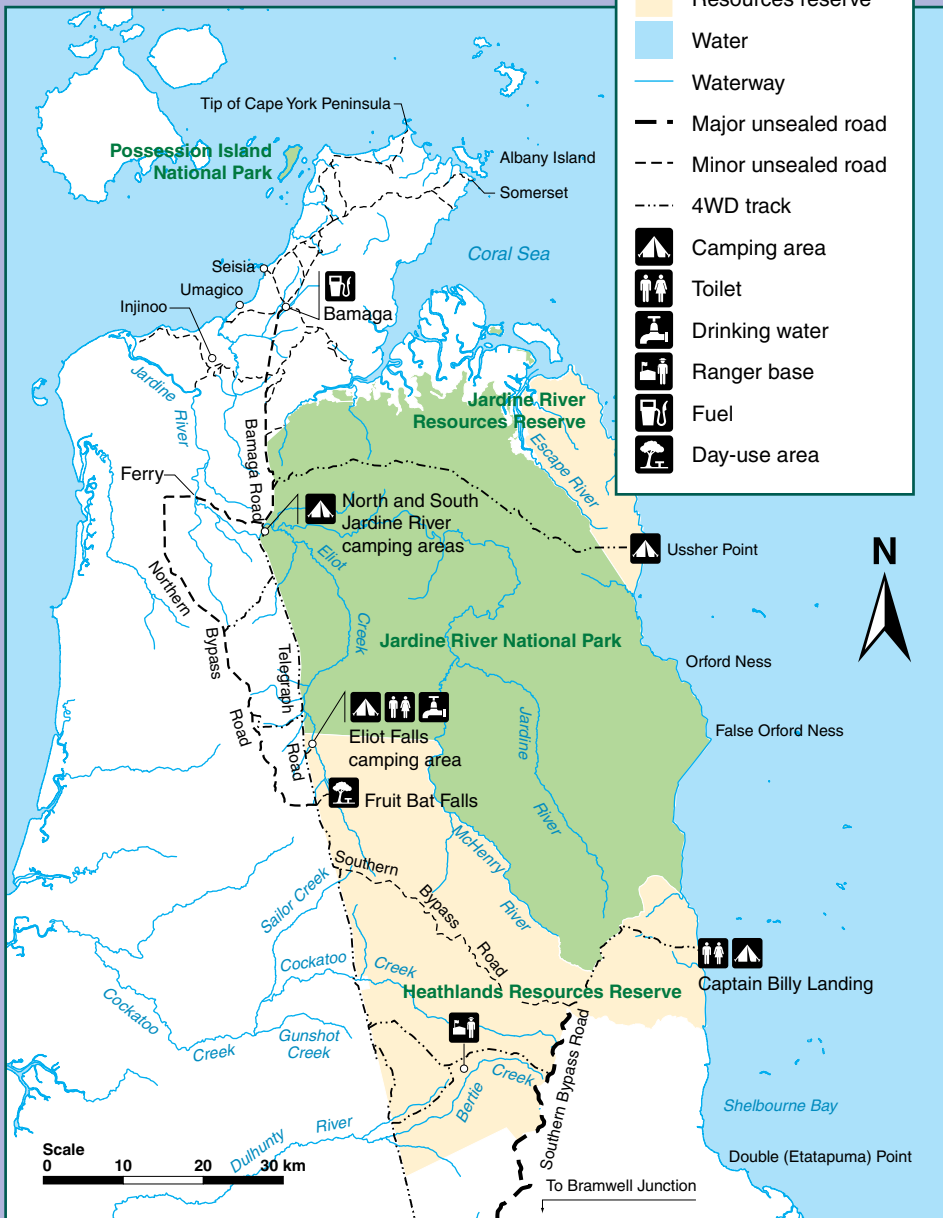 Resources reserve
Water
Waterway
Major unsealed road
Minor unsealed road
4WD track
Camping area
Toilet
Drinking water
Ranger base
Fuel
Day-use area
Tip of Cape York Peninsula
Possession Island
National Park
Albany Island
Somerset
Coral Sea
Seisia
Umagico
Injinoo
Bamaga
Jardine
River
Jardine River
Resources Reserve
Bamaga Road
Escape River
Ferry
North and South
Jardine River
camping areas
Ussher Point
N
Eliot
Creek
Northern
Bypass
Road
Jardine River National Park
Telegraph
Road
Orford Ness
False Orford Ness
Jardine
River
Eliot Falls
camping area
Fruit Bat Falls
McHenry
River
Southern
Bypass
Road
Sailor Creek
Cockatoo
Creek
Captain Billy Landing
Heathlands Resources Reserve
Cockatoo
Creek
Gunshot
Creek
Southern Bypass Road
Bertie
Creek
Shelbourne Bay
Dulhunty
River
Double (Etatapuma) Point
Scale
0 10 20 30 km
To Bramwell Junction